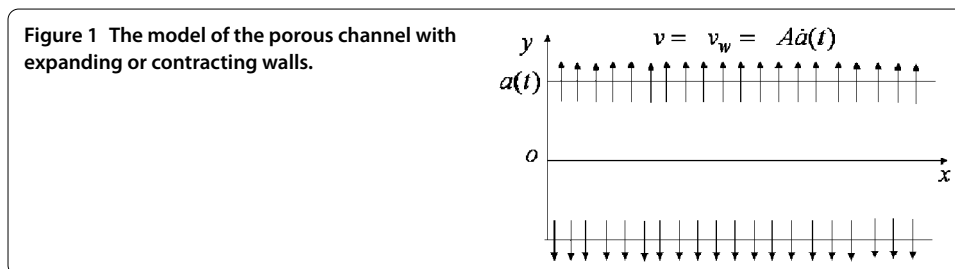 Figure 1 The model of the porous channel with
expanding or contracting walls.
y
v = v_w = Aȧ(t)
a(t)
o
x